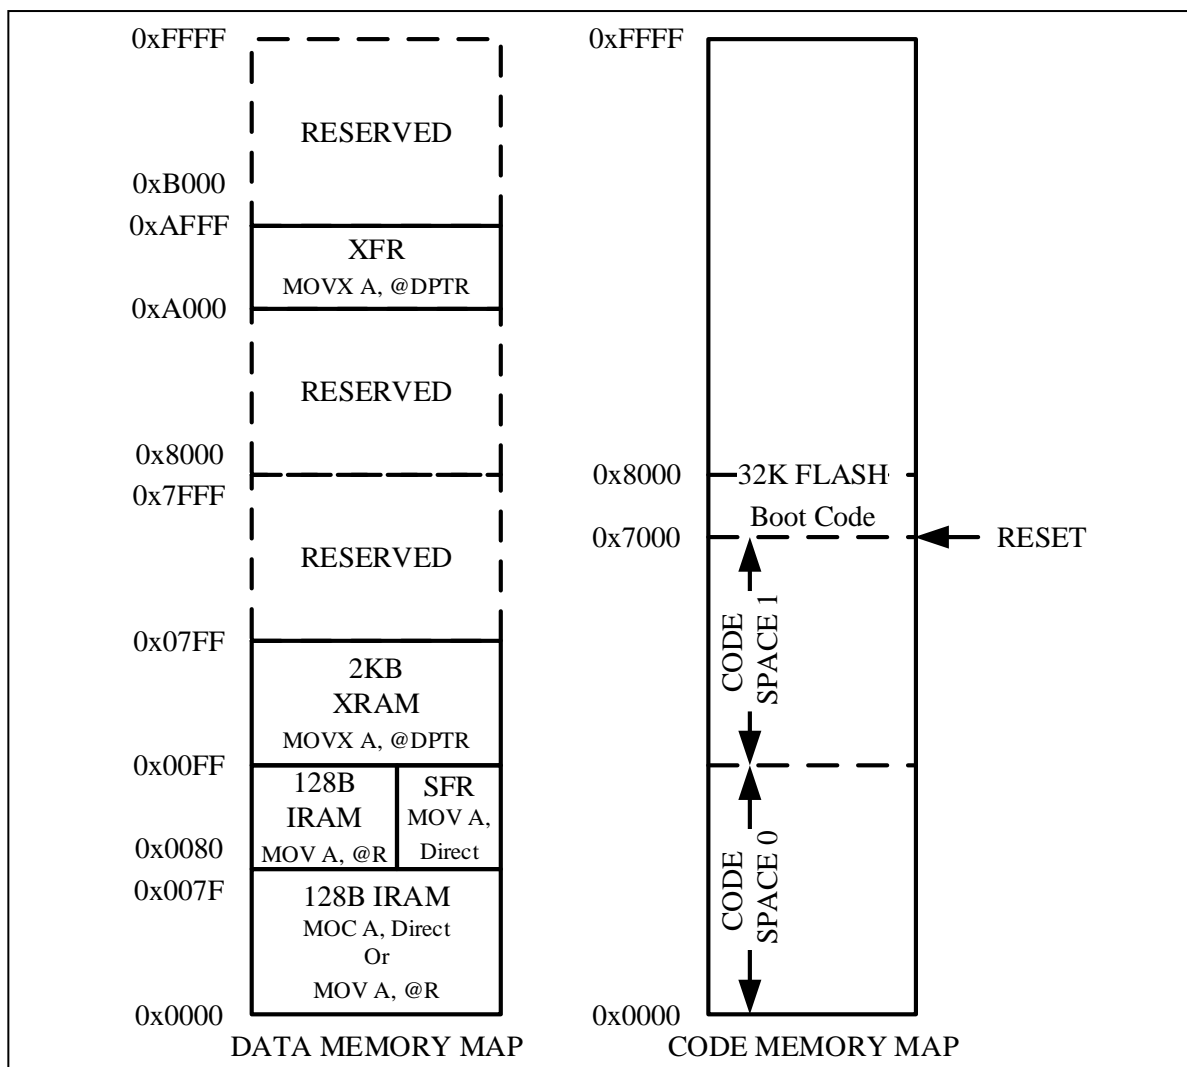 0xFFFF
RESERVED
0xB000
0xAFFF
XFR
MOVX A, @DPTR
0xA000
RESERVED
0x8000
0x7FFF
RESERVED
0x07FF
2KB
XRAM
MOVX A, @DPTR
0x00FF
128B
IRAM
MOV A, @R
SFR
MOV A,
Direct
0x0080
0x007F
128B IRAM
MOC A, Direct
Or
MOV A, @R
0x0000
DATA MEMORY MAP
0xFFFF
0x8000
32K FLASH
Boot Code
0x7000
RESET
CODE
SPACE 1
CODE
SPACE 0
0x0000
CODE MEMORY MAP